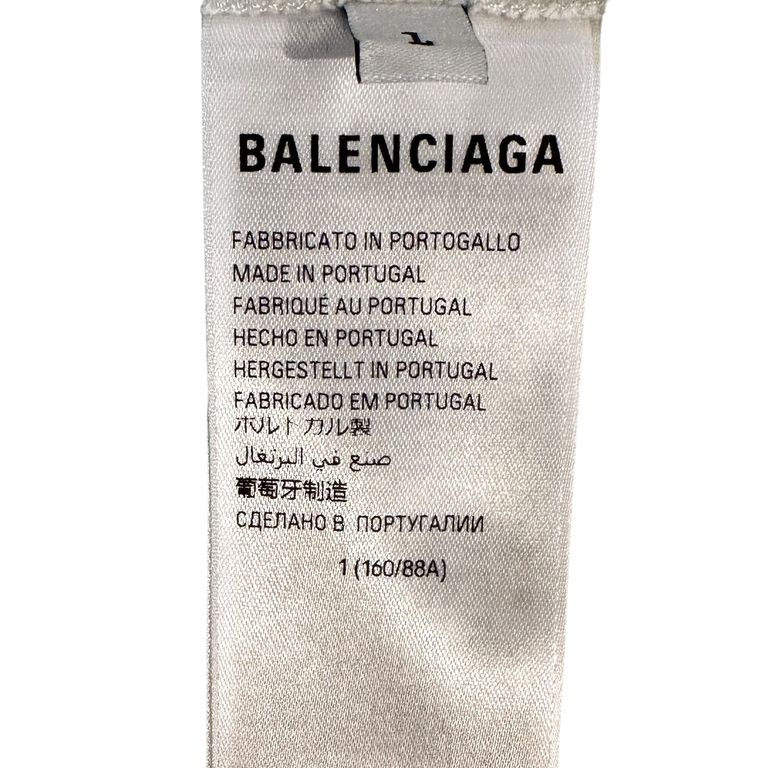 1
BALENCIAGA
FABBRICATO IN PORTOGALLO
MADE IN PORTUGAL
FABRIQUÉ AU PORTUGAL
HECHO EN PORTUGAL
HERGESTELLT IN PORTUGAL
FABRICADO EM PORTUGAL
ポルトガル製
صنع في البرتغال
葡萄牙制造
СДЕЛАНО В ПОРТУГАЛИИ
1 (160/88A)